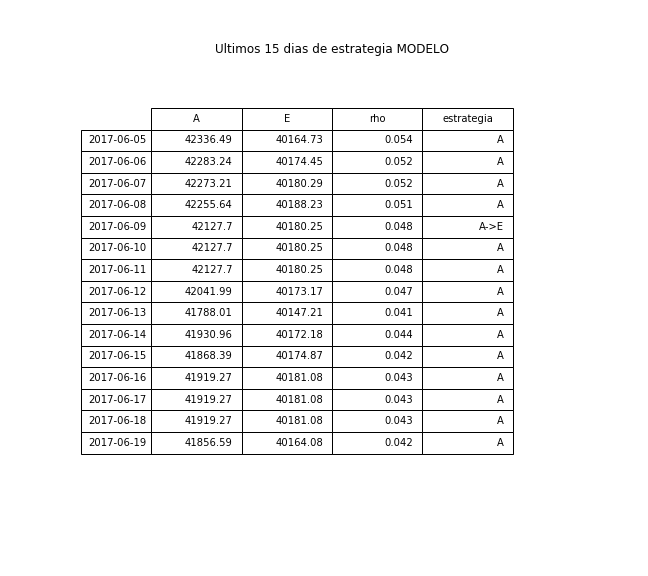 Ultimos 15 dias de estrategia MODELO
A E rho estrategia
2017-06-05 42336.49 40164.73 0.054 A
2017-06-06 42283.24 40174.45 0.052 A
2017-06-07 42273.21 40180.29 0.052 A
2017-06-08 42255.64 40188.23 0.051 A
2017-06-09 42127.7 40180.25 0.048 A->E
2017-06-10 42127.7 40180.25 0.048 A
2017-06-11 42127.7 40180.25 0.048 A
2017-06-12 42041.99 40173.17 0.047 A
2017-06-13 41788.01 40147.21 0.041 A
2017-06-14 41930.96 40172.18 0.044 A
2017-06-15 41868.39 40174.87 0.042 A
2017-06-16 41919.27 40181.08 0.043 A
2017-06-17 41919.27 40181.08 0.043 A
2017-06-18 41919.27 40181.08 0.043 A
2017-06-19 41856.59 40164.08 0.042 A